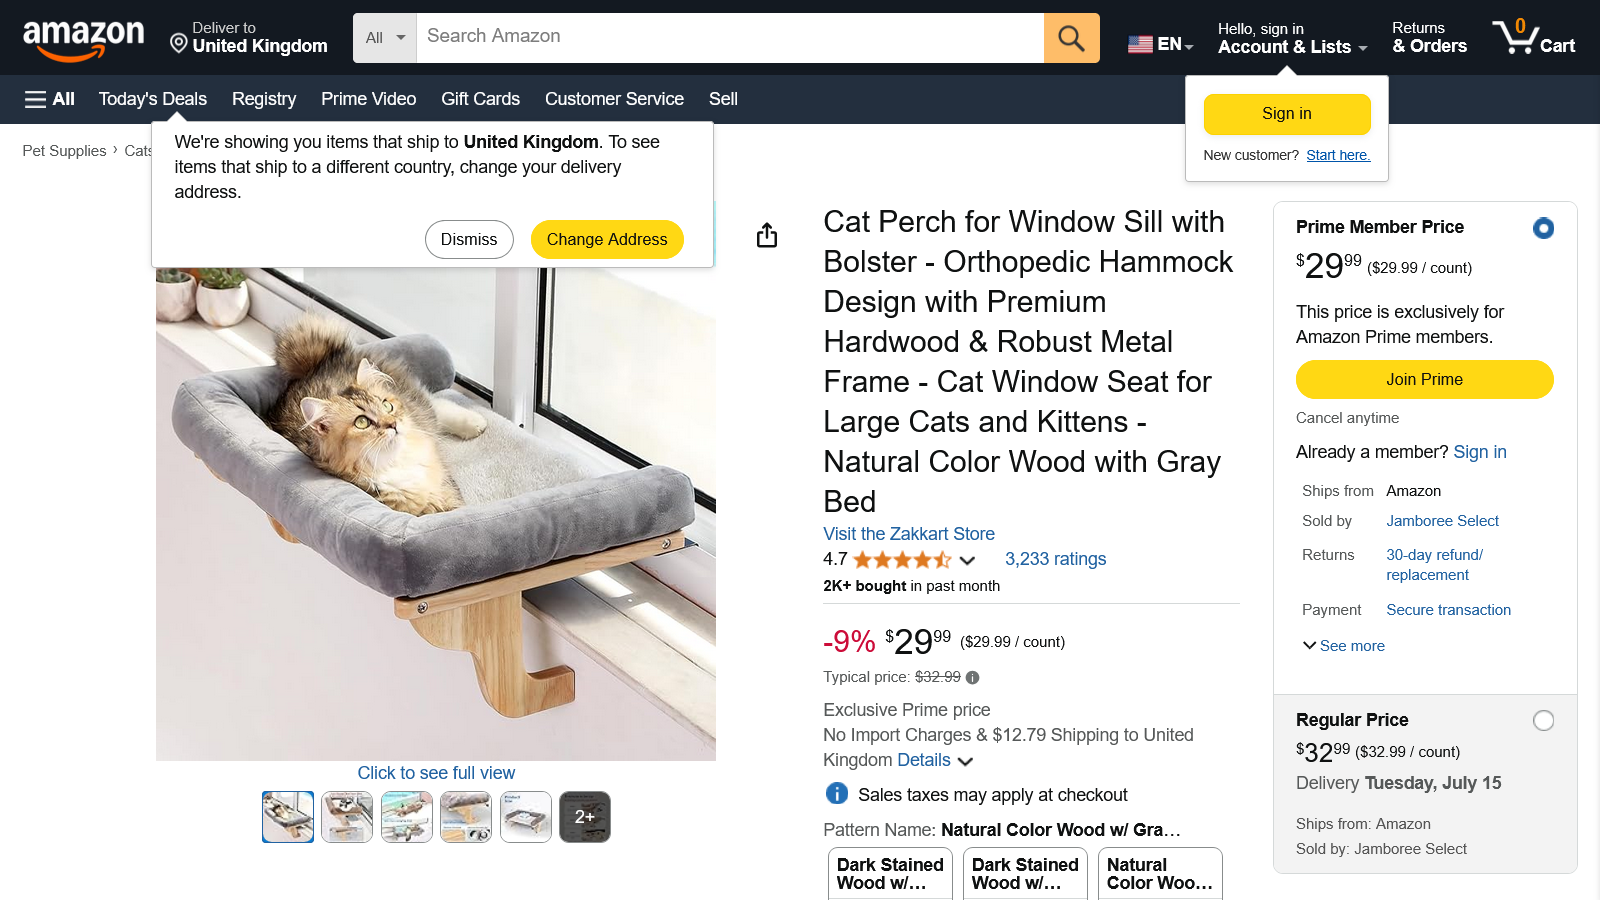 amazon
Deliver to
United Kingdom
All
Search Amazon
EN
Hello, sign in
Account & Lists
Returns
& Orders
0
Cart
All
Today's Deals
Registry
Prime Video
Gift Cards
Customer Service
Sell
Sign in
New customer? Start here.
Pet Supplies › Cats
We're showing you items that ship to United Kingdom. To see
items that ship to a different country, change your delivery
address.
Dismiss
Change Address
Click to see full view
2+
Cat Perch for Window Sill with
Bolster - Orthopedic Hammock
Design with Premium
Hardwood & Robust Metal
Frame - Cat Window Seat for
Large Cats and Kittens -
Natural Color Wood with Gray
Bed
Visit the Zakkart Store
4.7
3,233 ratings
2K+ bought in past month
-9% $29.99 ($29.99 / count)
Typical price: $32.99
Exclusive Prime price
No Import Charges & $12.79 Shipping to United
Kingdom Details
Sales taxes may apply at checkout
Pattern Name: Natural Color Wood w/ Gra…
Dark Stained
Wood w/…
Dark Stained
Wood w/…
Natural
Color Woo…
Prime Member Price
$29.99 ($29.99 / count)
This price is exclusively for
Amazon Prime members.
Join Prime
Cancel anytime
Already a member? Sign in
Ships from Amazon
Sold by Jamboree Select
Returns 30-day refund/
replacement
Payment Secure transaction
See more
Regular Price
$32.99 ($32.99 / count)
Delivery Tuesday, July 15
Ships from: Amazon
Sold by: Jamboree Select